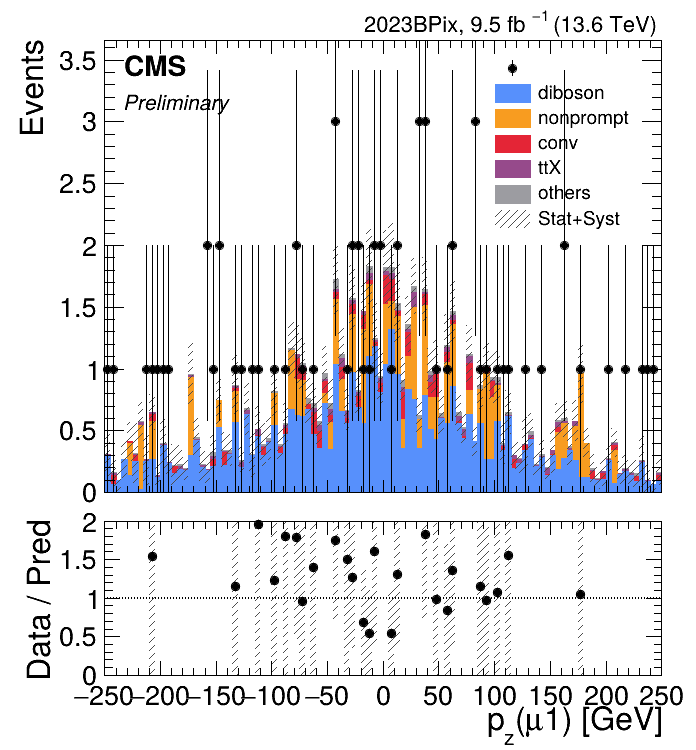 2023BPix, 9.5 fb⁻¹ (13.6 TeV)
Events
CMS
Preliminary
diboson
nonprompt
conv
ttX
others
Stat+Syst
3.5
3
2.5
2
1.5
1
0.5
0
Data / Pred
2
1.5
1
0.5
0
−250 −200 −150 −100 −50 0 50 100 150 200 250
p_z(μ1) [GeV]